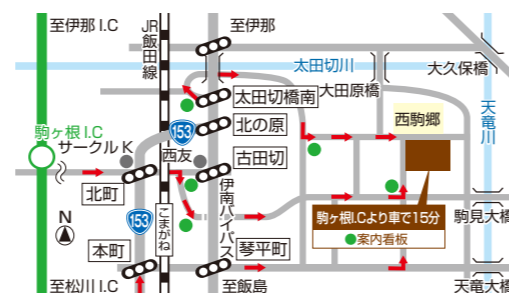 至伊那I.C
JR飯田線
至伊那
太田切川
大久保橋
太田切橋南
大田原橋
天竜川
駒ヶ根I.C
サークルK
153
北の原
西駒郷
西友
古田切
北町
N
153
こまがね
伊南バイパス
駒ヶ根I.Cより車で15分
案内看板
駒見大橋
本町
琴平町
至松川I.C
至飯島
天竜大橋